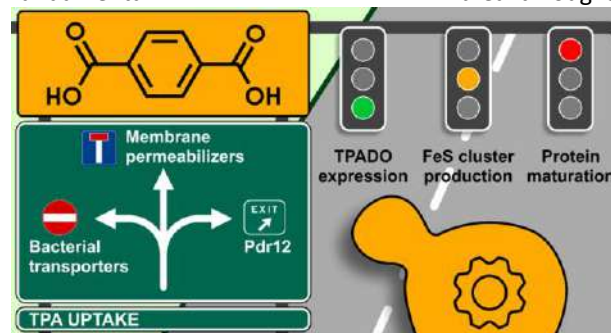 O
OH
HO
O
Membrane
permeabilizers
EXIT
Bacterial
transporters
Pdr12
TPA UPTAKE
TPADO
expression
FeS cluster
production
Protein
maturation